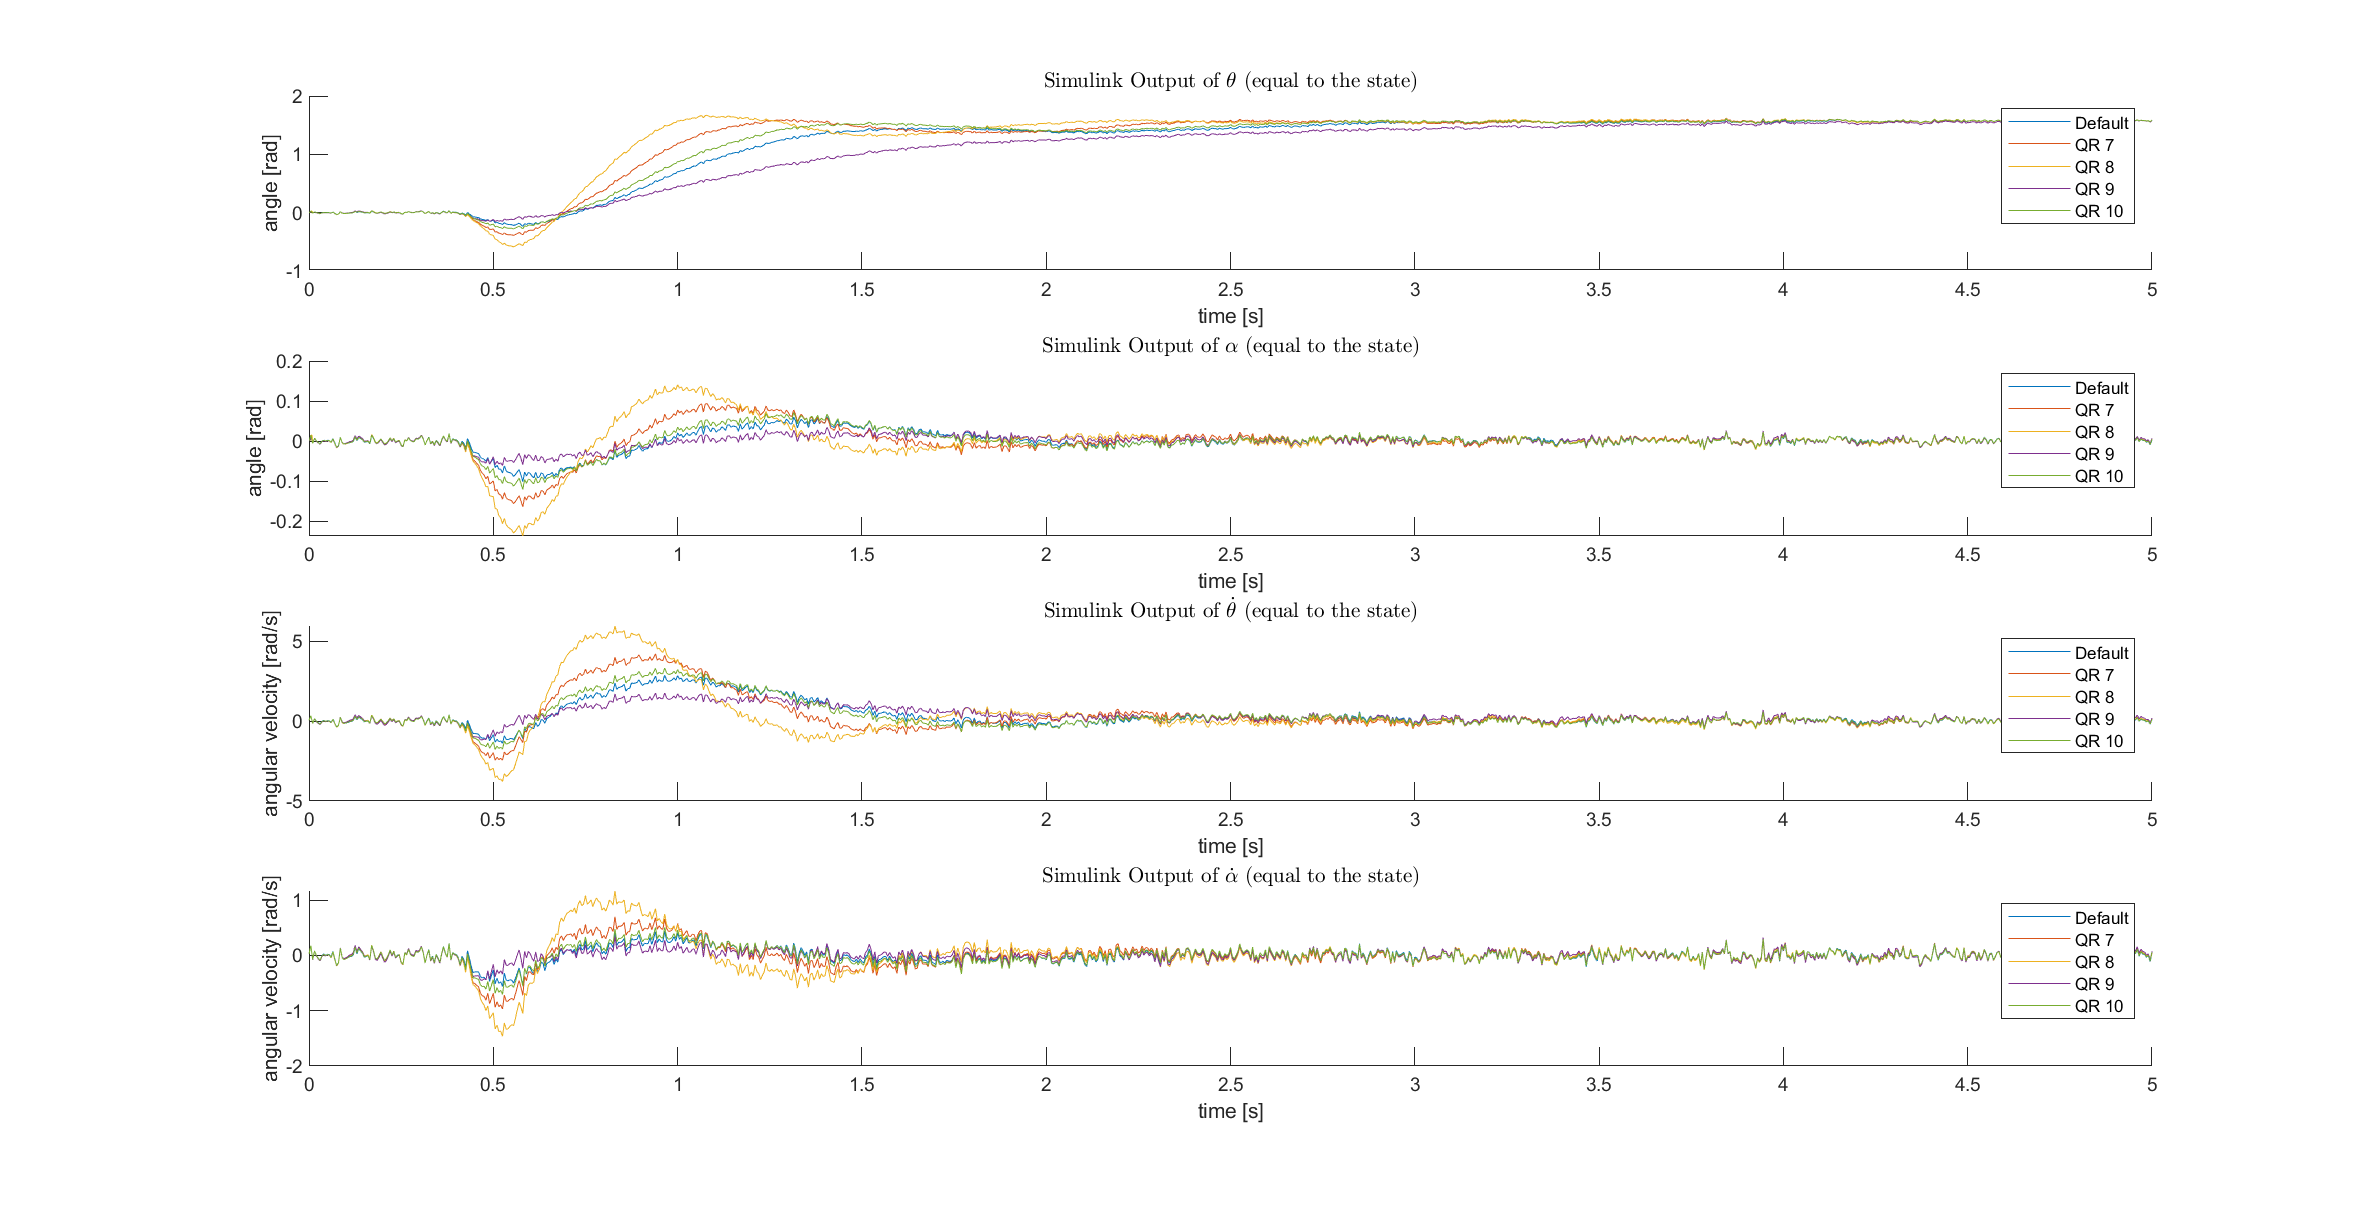 Simulink Output of θ (equal to the state)
angle [rad]
2
1
0
-1
0 0.5 1 1.5 2 2.5 3 3.5 4 4.5 5
time [s]
Default
QR 7
QR 8
QR 9
QR 10
Simulink Output of α (equal to the state)
angle [rad]
0.2
0.1
0
-0.1
-0.2
0 0.5 1 1.5 2 2.5 3 3.5 4 4.5 5
time [s]
Default
QR 7
QR 8
QR 9
QR 10
Simulink Output of θ̇ (equal to the state)
angular velocity [rad/s]
5
0
-5
0 0.5 1 1.5 2 2.5 3 3.5 4 4.5 5
time [s]
Default
QR 7
QR 8
QR 9
QR 10
Simulink Output of α̇ (equal to the state)
angular velocity [rad/s]
1
0
-1
-2
0 0.5 1 1.5 2 2.5 3 3.5 4 4.5 5
time [s]
Default
QR 7
QR 8
QR 9
QR 10